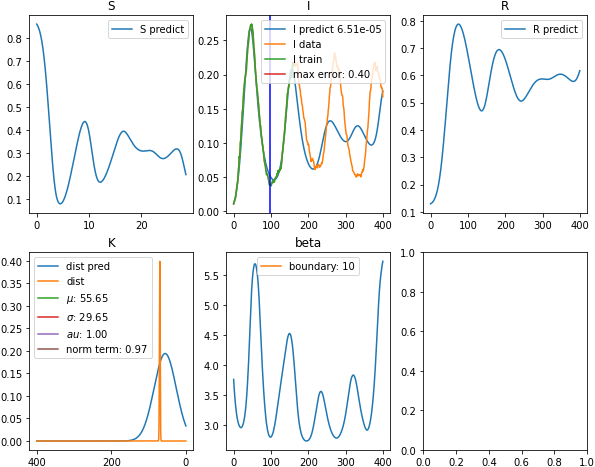 S
I
R
S predict
I predict 6.51e-05
I data
I train
max error: 0.40
R predict
0.9
0.8
0.7
0.6
0.5
0.4
0.3
0.2
0.1
0.25
0.20
0.15
0.10
0.05
0.00
0.8
0.7
0.6
0.5
0.4
0.3
0.2
0.1
0 10 20
0 100 200 300 400
0 100 200 300 400
K
beta
dist pred
dist
μ: 55.65
σ: 29.65
au: 1.00
norm term: 0.97
boundary: 10
0.40
0.35
0.30
0.25
0.20
0.15
0.10
0.05
0.00
5.5
5.0
4.5
4.0
3.5
3.0
1.0
0.8
0.6
0.4
0.2
0.0
400 200 0
0 100 200 300 400
0.0 0.2 0.4 0.6 0.8 1.0